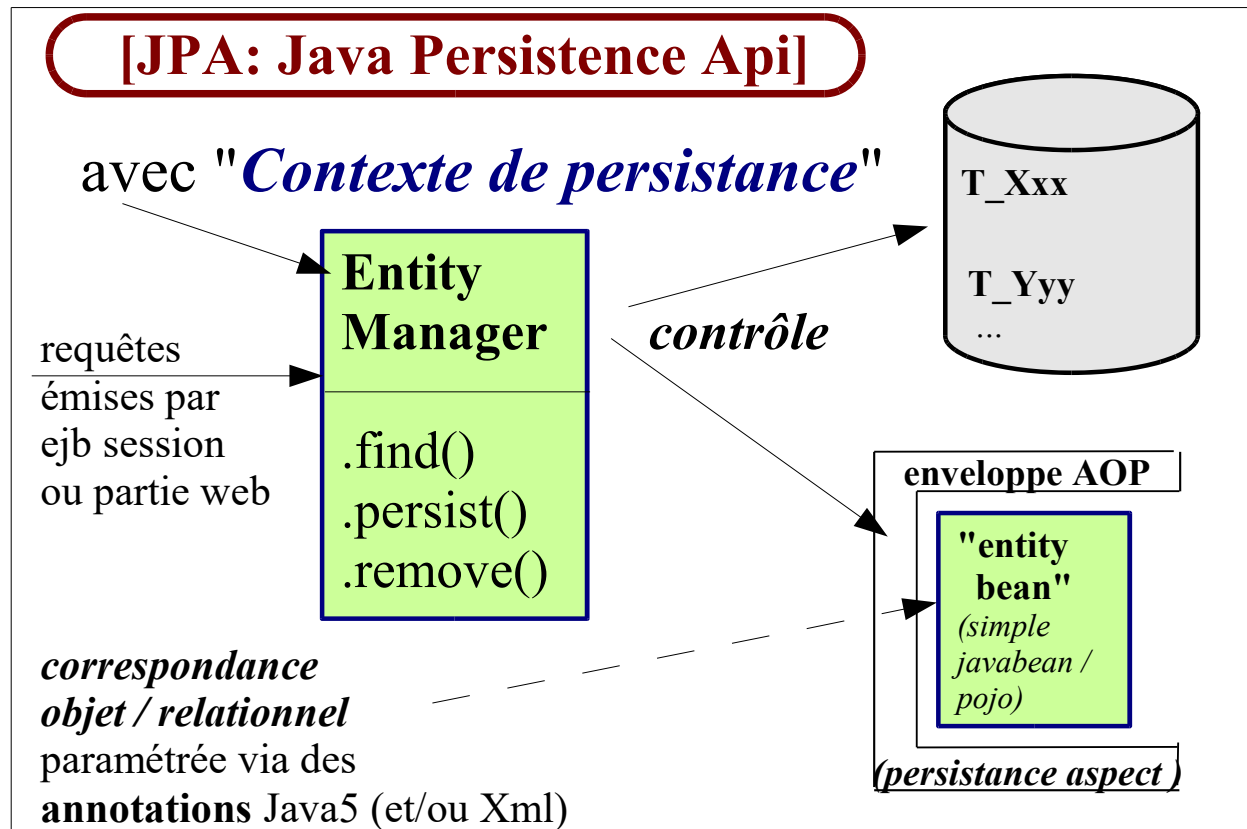 [JPA: Java Persistence Api]
avec "Contexte de persistance"
Entity
Manager
.find()
.persist()
.remove()
requêtes
émises par
ejb session
ou partie web
contrôle
T_Xxx
T_Yyy
...
enveloppe AOP
"entity
bean"
(simple
javabean /
pojo)
(persistance aspect )
correspondance
objet / relationnel
paramétrée via des
annotations Java5 (et/ou Xml)